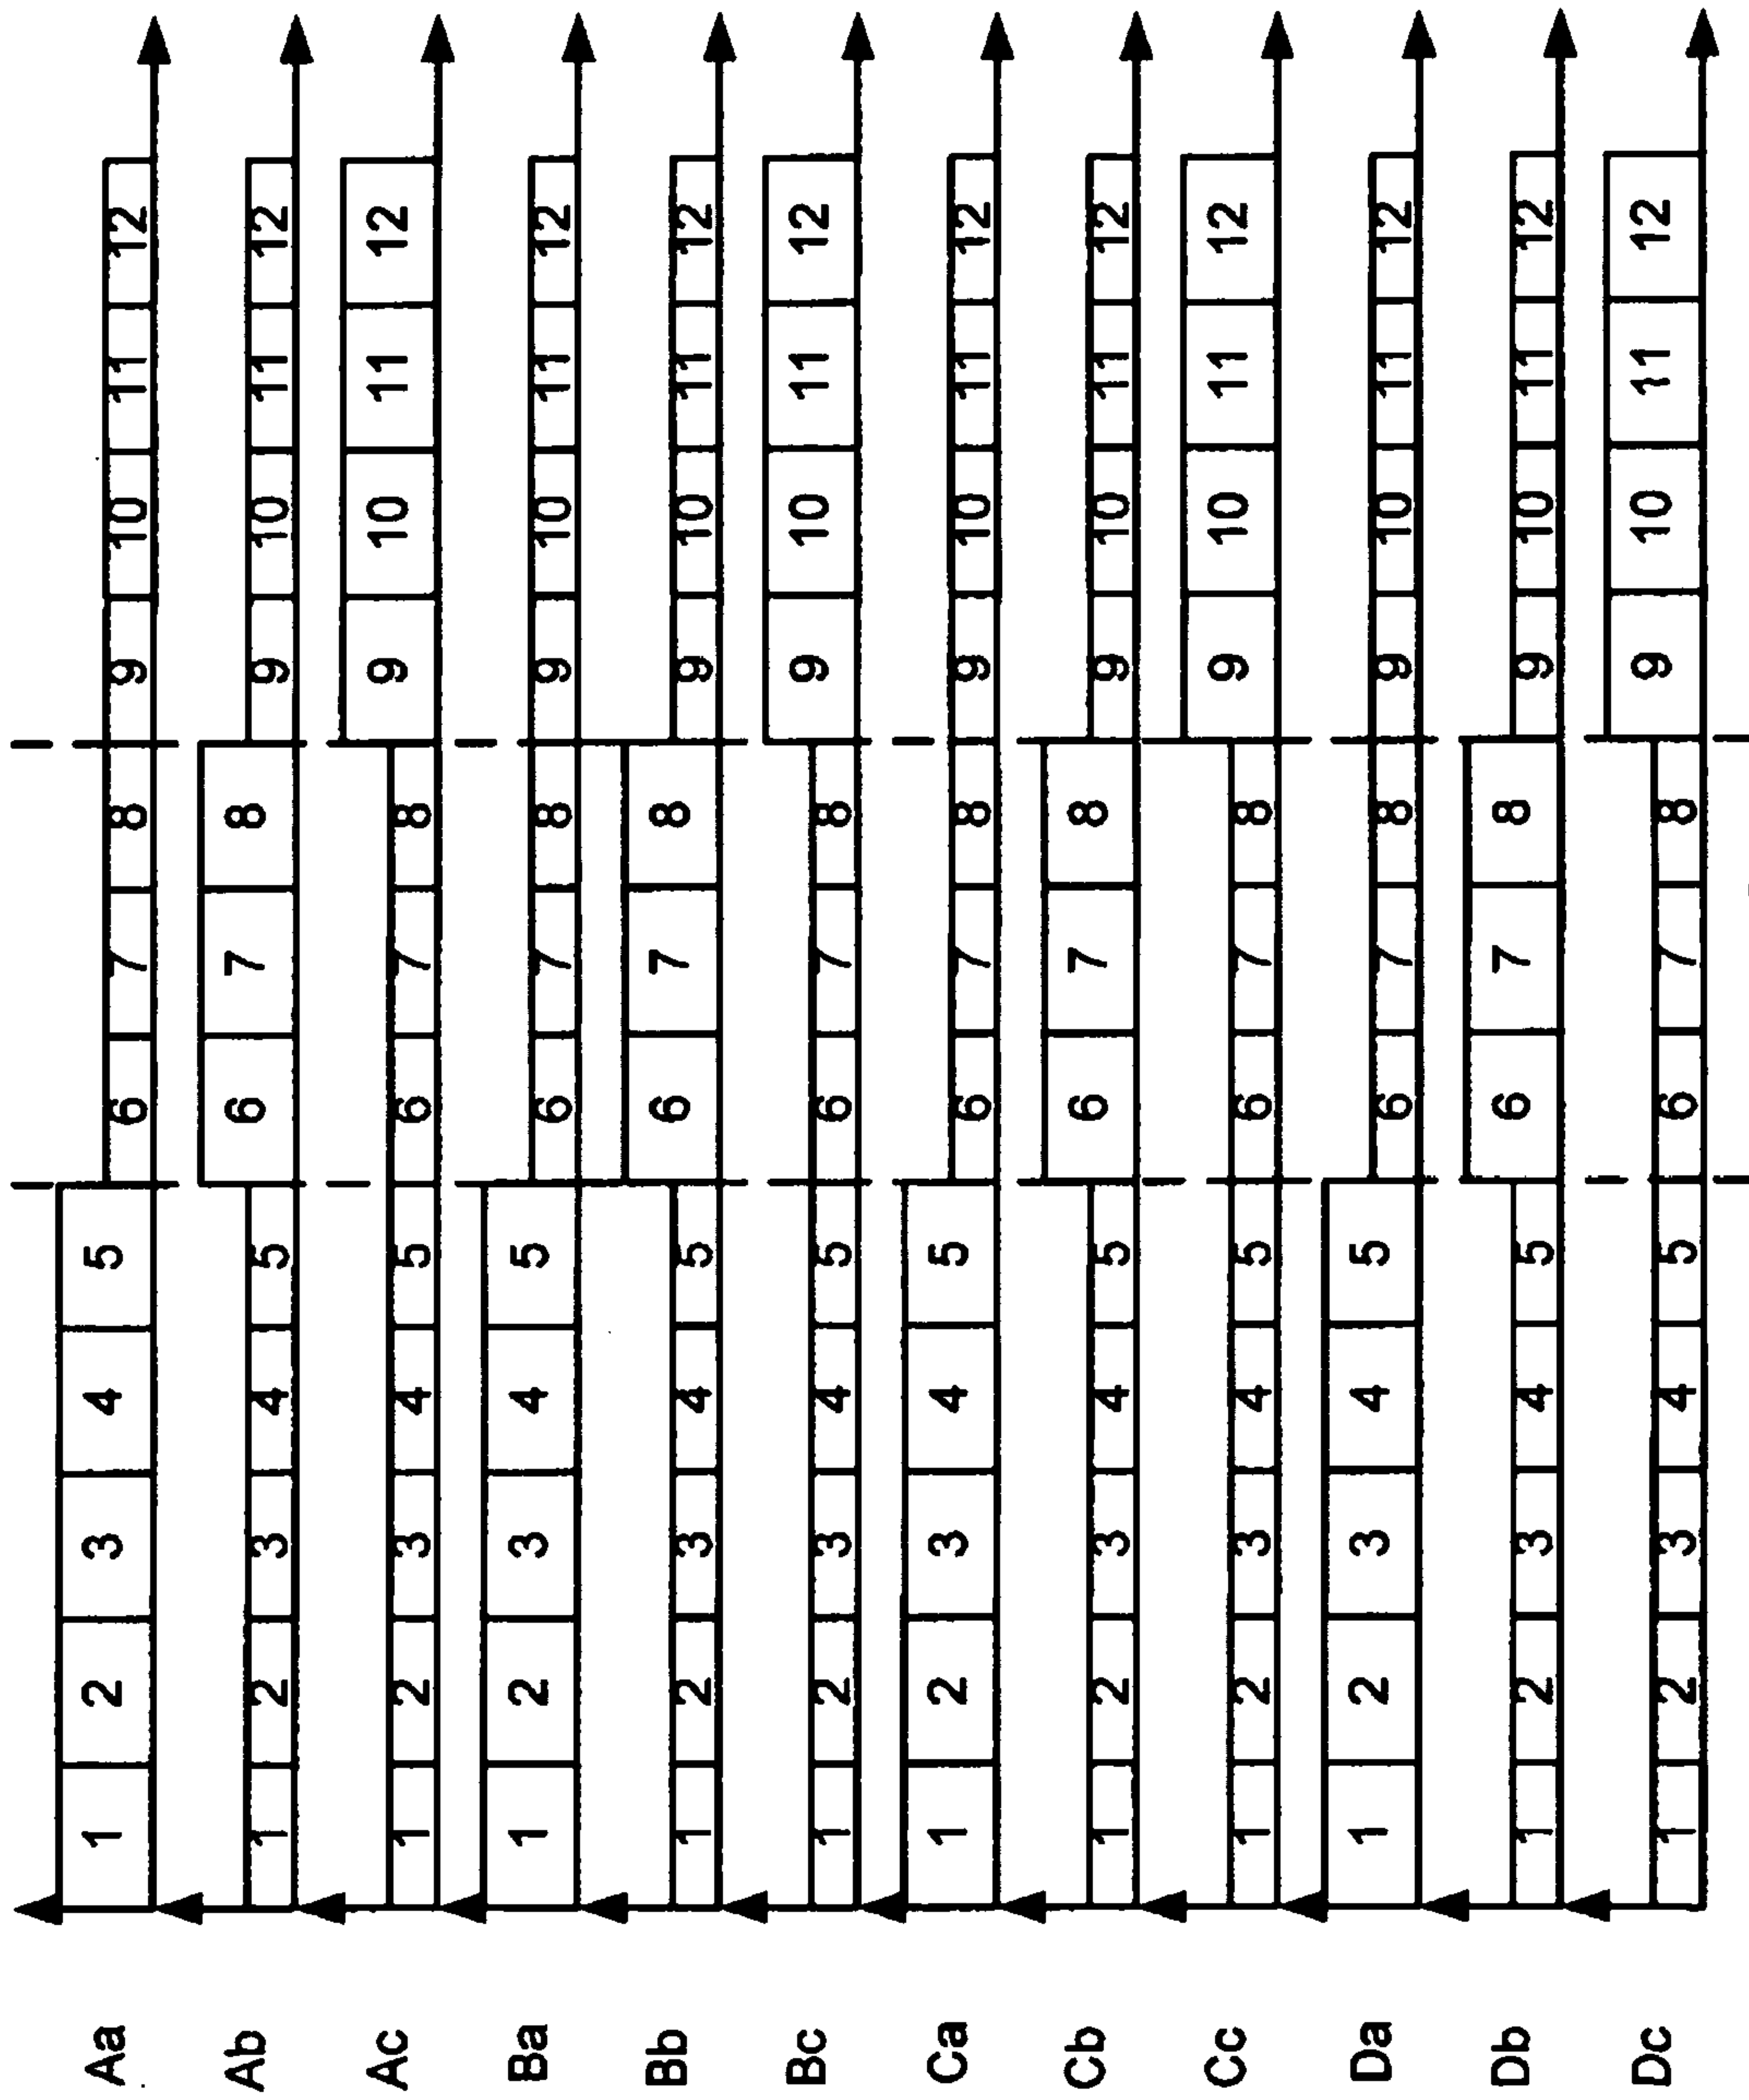 Aa 1 2 3 4 5 6 7 8 9 10 11 12
Ab 1 2 3 4 5 6 7 8 9 10 11 12
Ac 1 2 3 4 5 6 7 8 9 10 11 12
Ba 1 2 3 4 5 6 7 8 9 10 11 12
Bb 1 2 3 4 5 6 7 8 9 10 11 12
Bc 1 2 3 4 5 6 7 8 9 10 11 12
Ca 1 2 3 4 5 6 7 8 9 10 11 12
Cb 1 2 3 4 5 6 7 8 9 10 11 12
Cc 1 2 3 4 5 6 7 8 9 10 11 12
Da 1 2 3 4 5 6 7 8 9 10 11 12
Db 1 2 3 4 5 6 7 8 9 10 11 12
Dc 1 2 3 4 5 6 7 8 9 10 11 12